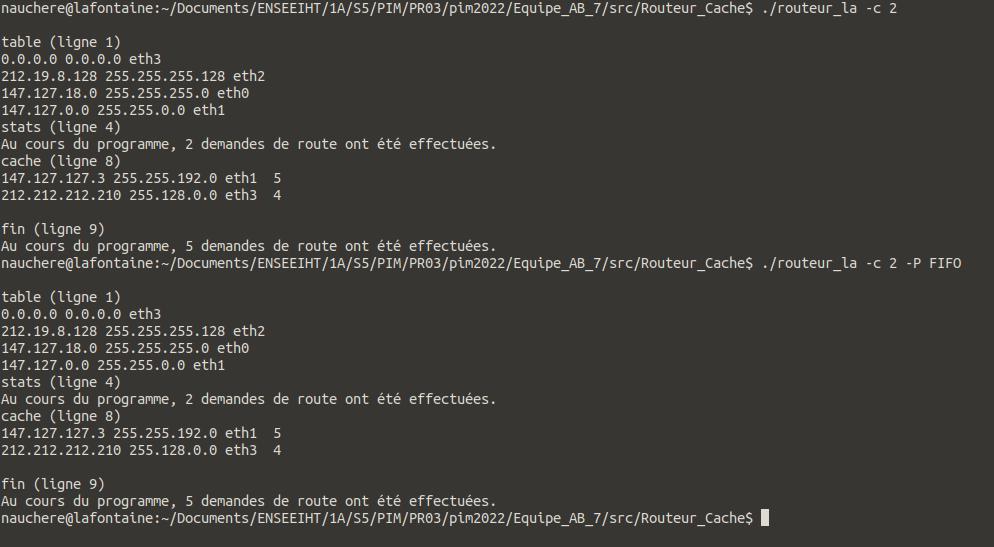 nauchere@lafontaine:~/Documents/ENSEEIHT/1A/S5/PIM/PR03/pim2022/Equipe_AB_7/src/Routeur_Cache$ ./routeur_la -c 2
table (ligne 1)
0.0.0.0 0.0.0.0 eth3
212.19.8.128 255.255.255.128 eth2
147.127.18.0 255.255.255.0 eth0
147.127.0.0 255.255.0.0 eth1
stats (ligne 4)
Au cours du programme, 2 demandes de route ont été effectuées.
cache (ligne 8)
147.127.127.3 255.255.192.0 eth1  5
212.212.212.210 255.128.0.0 eth3  4
fin (ligne 9)
Au cours du programme, 5 demandes de route ont été effectuées.
nauchere@lafontaine:~/Documents/ENSEEIHT/1A/S5/PIM/PR03/pim2022/Equipe_AB_7/src/Routeur_Cache$ ./routeur_la -c 2 -P FIFO
table (ligne 1)
0.0.0.0 0.0.0.0 eth3
212.19.8.128 255.255.255.128 eth2
147.127.18.0 255.255.255.0 eth0
147.127.0.0 255.255.0.0 eth1
stats (ligne 4)
Au cours du programme, 2 demandes de route ont été effectuées.
cache (ligne 8)
147.127.127.3 255.255.192.0 eth1  5
212.212.212.210 255.128.0.0 eth3  4
fin (ligne 9)
Au cours du programme, 5 demandes de route ont été effectuées.
nauchere@lafontaine:~/Documents/ENSEEIHT/1A/S5/PIM/PR03/pim2022/Equipe_AB_7/src/Routeur_Cache$